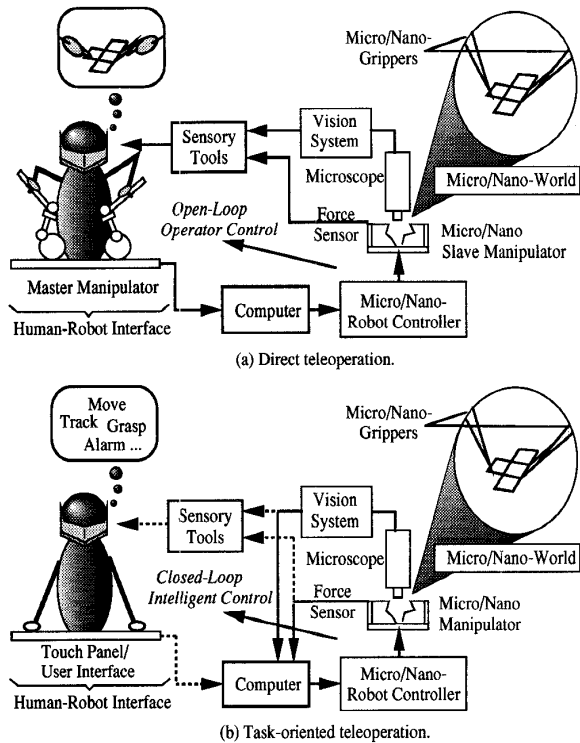 Micro/Nano-
Grippers
Vision
System
Sensory
Tools
Microscope
Micro/Nano-World
Open-Loop
Operator Control
Force
Sensor
Micro/Nano
Slave Manipulator
Master Manipulator
Human-Robot Interface
Computer
Micro/Nano-
Robot Controller
(a) Direct teleoperation.
Move
Track Grasp
Alarm ...
Micro/Nano-
Grippers
Vision
System
Sensory
Tools
Microscope
Micro/Nano-World
Closed-Loop
Intelligent Control
Force
Sensor
Micro/Nano
Manipulator
Touch Panel/
User Interface
Human-Robot Interface
Computer
Micro/Nano-
Robot Controller
(b) Task-oriented teleoperation.